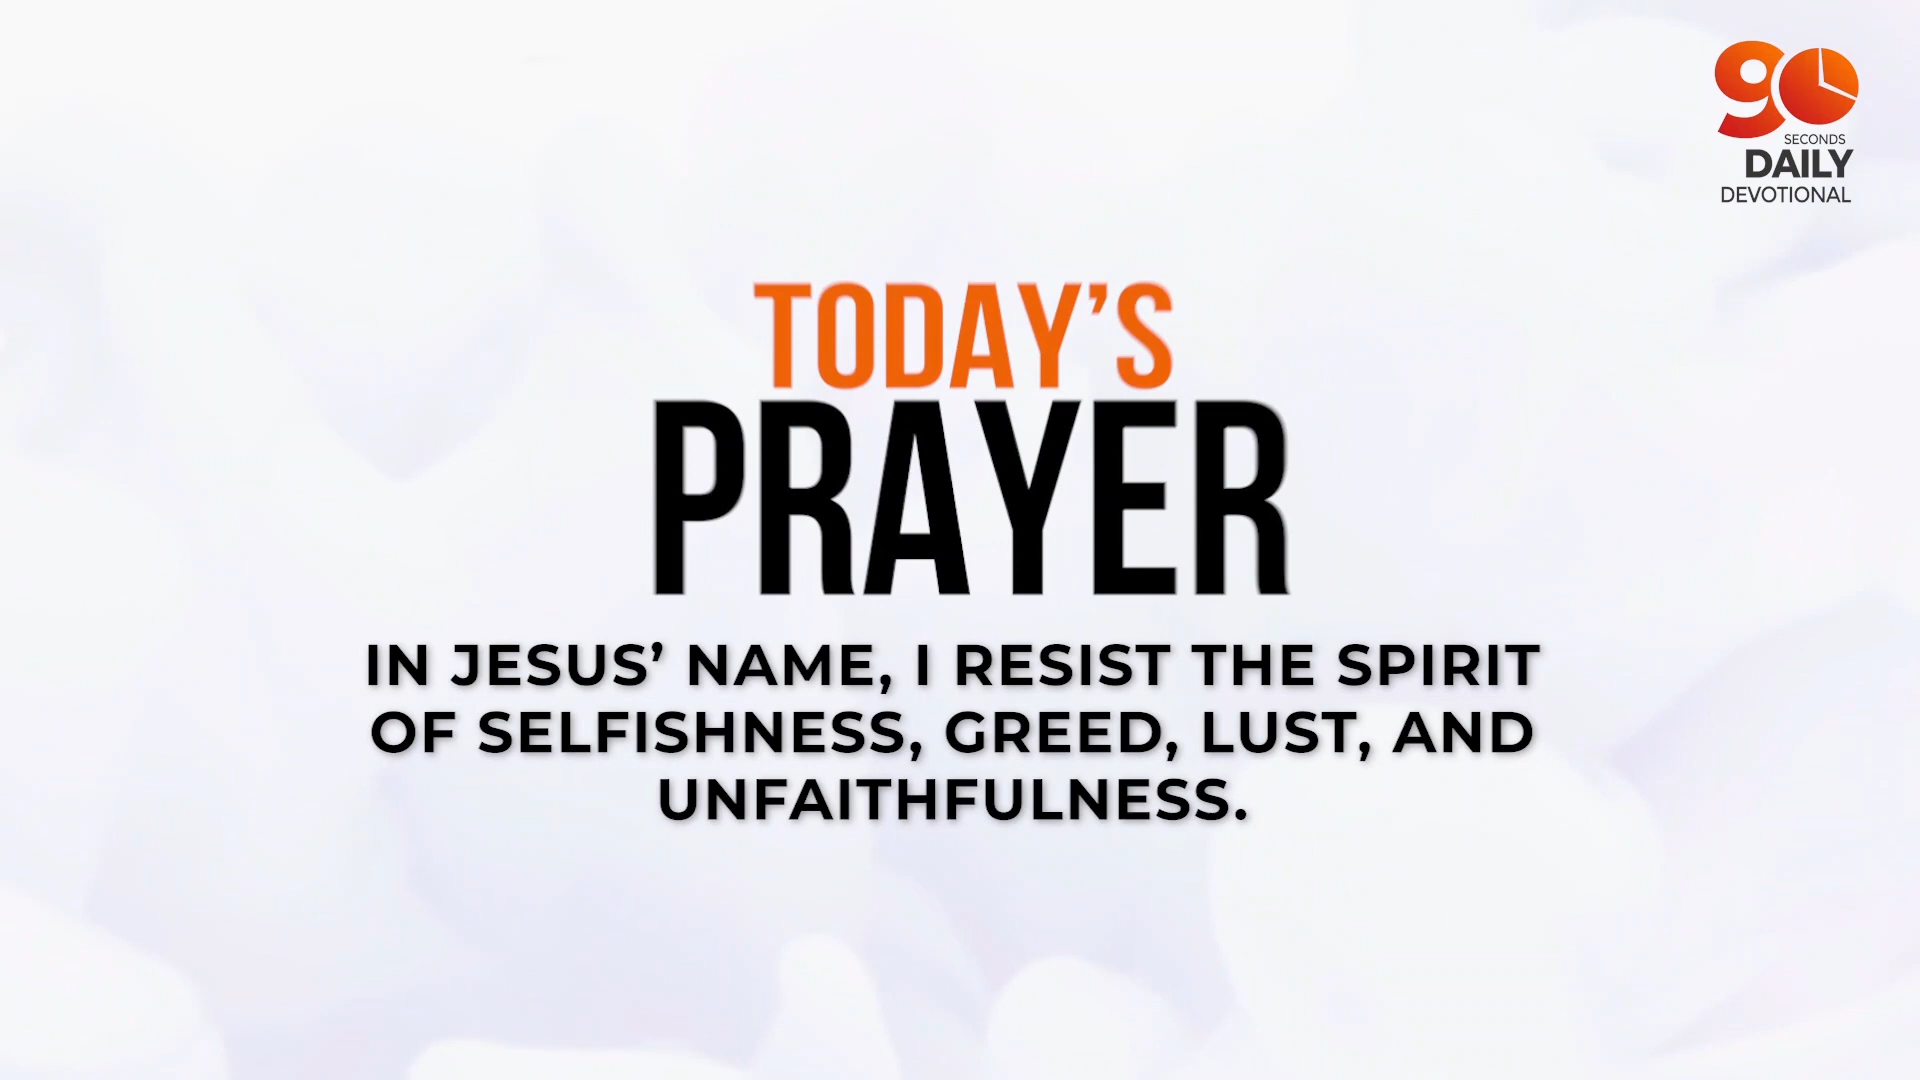 90
SECONDS
DAILY
DEVOTIONAL
TODAY’S
PRAYER
IN JESUS’ NAME, I RESIST THE SPIRIT
OF SELFISHNESS, GREED, LUST, AND
UNFAITHFULNESS.